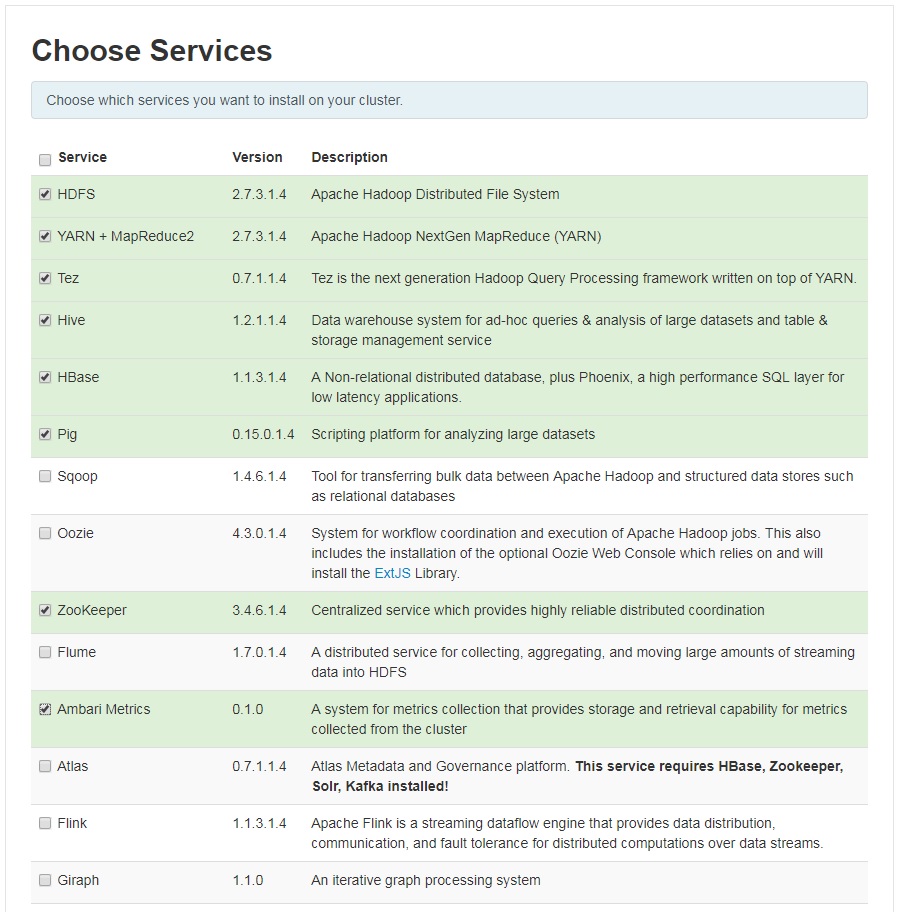 Choose Services
Choose which services you want to install on your cluster.
Service Version Description
HDFS 2.7.3.1.4 Apache Hadoop Distributed File System
YARN + MapReduce2 2.7.3.1.4 Apache Hadoop NextGen MapReduce (YARN)
Tez 0.7.1.1.4 Tez is the next generation Hadoop Query Processing framework written on top of YARN.
Hive 1.2.1.1.4 Data warehouse system for ad-hoc queries & analysis of large datasets and table &
storage management service
HBase 1.1.3.1.4 A Non-relational distributed database, plus Phoenix, a high performance SQL layer for
low latency applications.
Pig 0.15.0.1.4 Scripting platform for analyzing large datasets
Sqoop 1.4.6.1.4 Tool for transferring bulk data between Apache Hadoop and structured data stores such
as relational databases
Oozie 4.3.0.1.4 System for workflow coordination and execution of Apache Hadoop jobs. This also
includes the installation of the optional Oozie Web Console which relies on and will
install the ExtJS Library.
ZooKeeper 3.4.6.1.4 Centralized service which provides highly reliable distributed coordination
Flume 1.7.0.1.4 A distributed service for collecting, aggregating, and moving large amounts of streaming
data into HDFS
Ambari Metrics 0.1.0 A system for metrics collection that provides storage and retrieval capability for metrics
collected from the cluster
Atlas 0.7.1.1.4 Atlas Metadata and Governance platform. This service requires HBase, Zookeeper,
Solr, Kafka installed!
Flink 1.1.3.1.4 Apache Flink is a streaming dataflow engine that provides data distribution,
communication, and fault tolerance for distributed computations over data streams.
Giraph 1.1.0 An iterative graph processing system